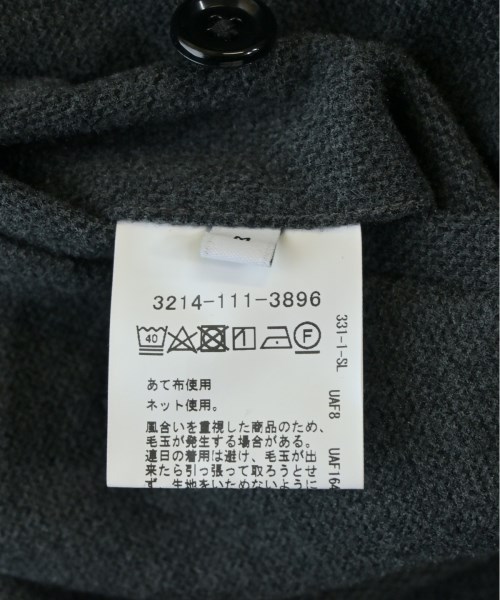 M
3214-111-3896
40 F
あて布使用
ネット使用。
風合いを重視した商品のため、
毛玉が発生する場合がある。
連日の着用は避け、毛玉が出
来たら引っ張って取ろうとせ
ず、生地をいためないように
331-1-SL UAF8 UAF164